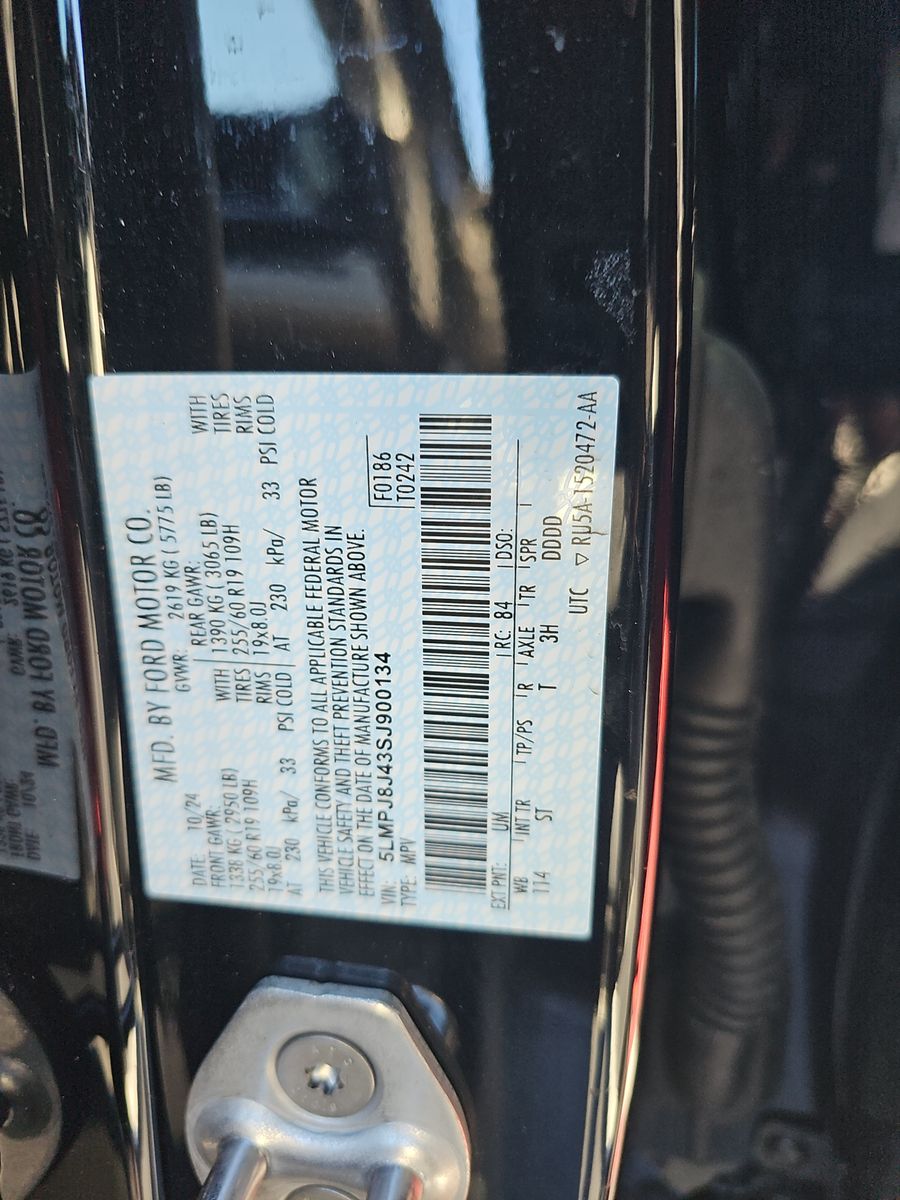 MFD. BY FORD MOTOR CO.
DATE: 10/24 GVWR: 2619 KG ( 5775 LB)
FRONT GAWR: REAR GAWR:
1338 KG ( 2950 LB) WITH 1390 KG 3065 LB) WITH
255/60 R19 109H TIRES 255/60 R19 109H TIRES
19x8.0J RIMS 19x8.0J RIMS
AT 230 kPa/ 33 PSI COLD AT 230 kPa/ 33 PSI COLD
THIS VEHICLE CONFORMS TO ALL APPLICABLE FEDERAL MOTOR
VEHICLE SAFETY AND THEFT PREVENTION STANDARDS IN
EFFECT ON THE DATE OF MANUFACTURE SHOWN ABOVE.
VIN: 5LMPJ8J43SJ900134 F0186
TYPE: MPV T0242
EXT PNT: UM RC: 84 DSO:
WB INT TR TP/PS R AXLE TR SPR
114 ST T 3H DDDD
UTC ▽ RU5A-1520472-AA